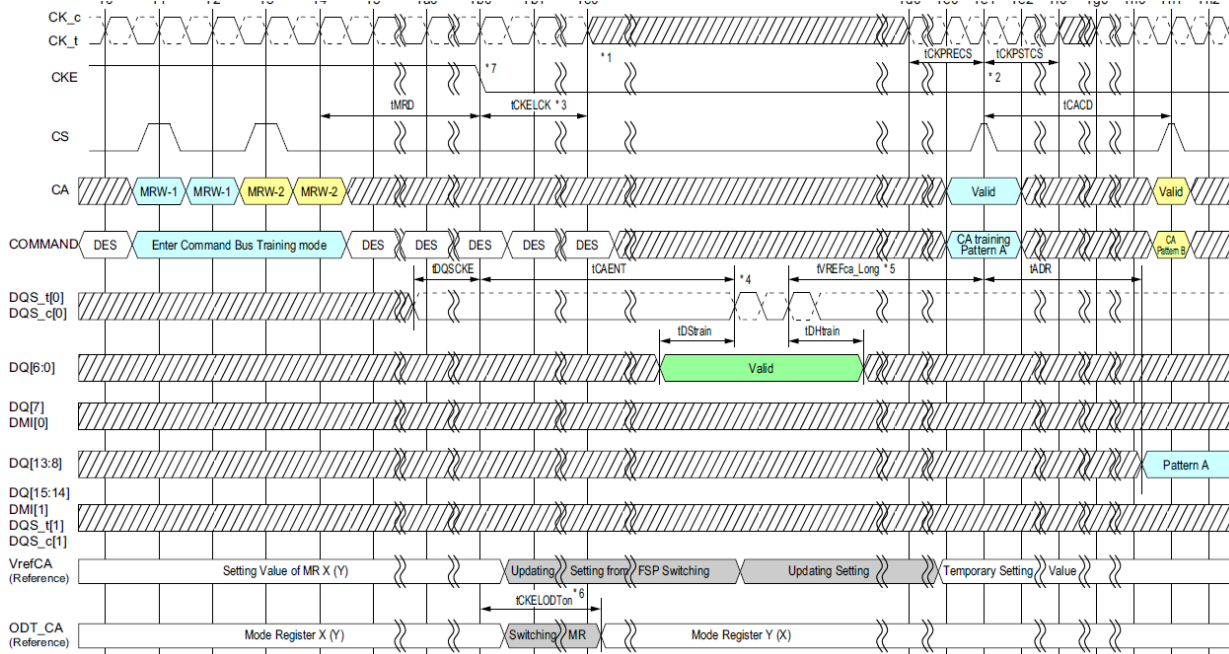 CK_c
CK_t
tCKPRECS
tCKPSTCS
*1
CKE
*7
*2
tMRD
tCKELCK *3
tCACD
CS
CA
MRW-1
MRW-1
MRW-2
MRW-2
Valid
Valid
COMMAND
DES
Enter Command Bus Training mode
DES
DES
DES
DES
DES
CA training
Pattern A
CA
Pattern B
tDQSCKE
tCAENT
tVREFca_Long *5
tADR
*4
DQS_t[0]
DQS_c[0]
tDStrain
tDHtrain
DQ[6:0]
Valid
DQ[7]
DMI[0]
DQ[13:8]
Pattern A
DQ[15:14]
DMI[1]
DQS_t[1]
DQS_c[1]
VrefCA
(Reference)
Setting Value of MR X (Y)
Updating Setting from FSP Switching
Updating Setting
Temporary Setting Value
tCKELODTon *6
ODT_CA
(Reference)
Mode Register X (Y)
Switching MR
Mode Register Y (X)